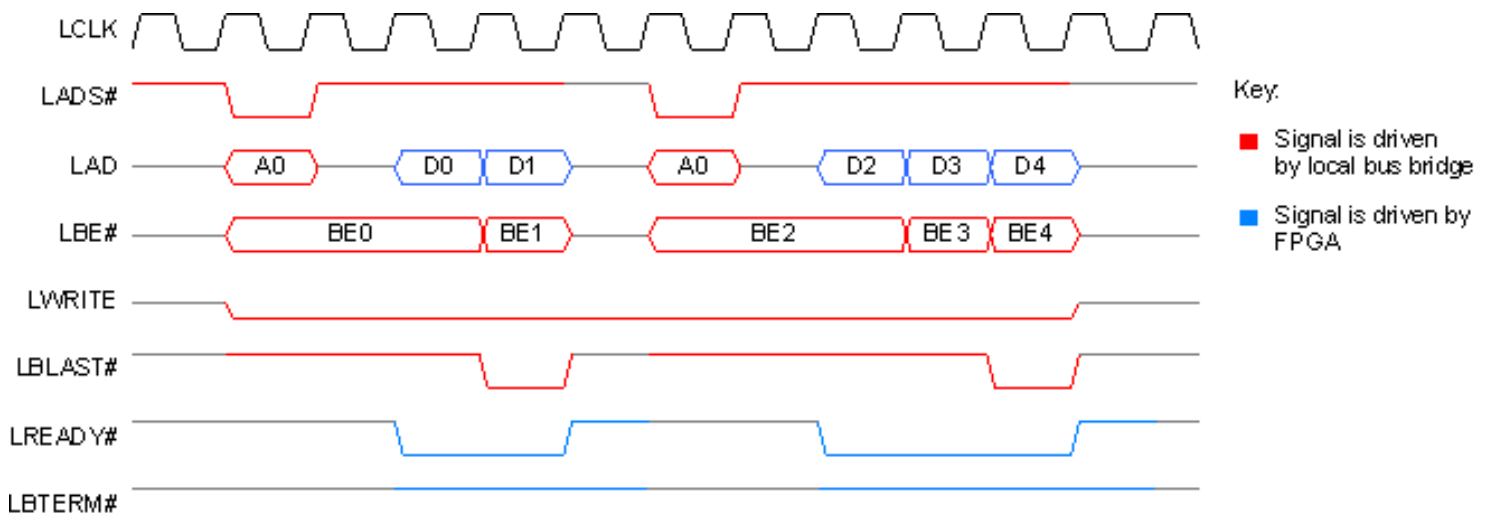 LCLK
LADS#
Key:
Signal is driven
by local bus bridge
LAD A0 D0 D1 A0 D2 D3 D4
Signal is driven by
FPGA
LBE# BE0 BE1 BE2 BE3 BE4
LWRITE
LBLAST#
LREADY#
LBTERM#